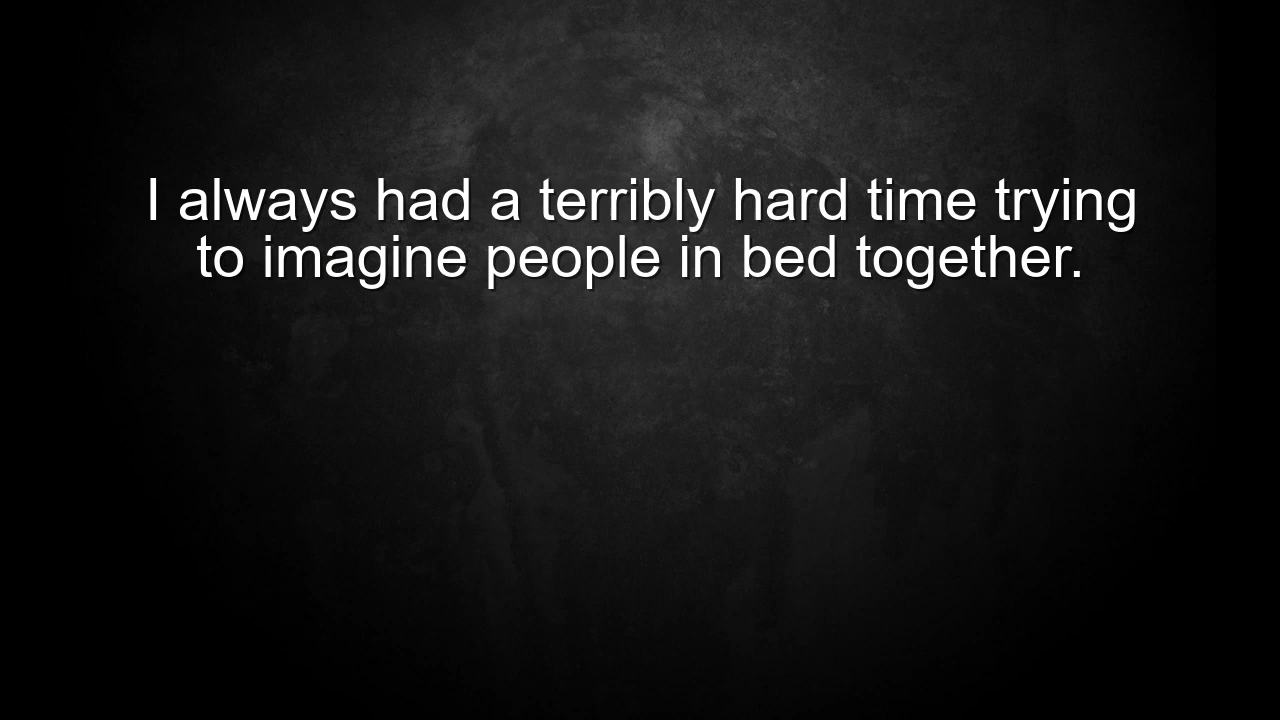 I always had a terribly hard time trying
to imagine people in bed together.